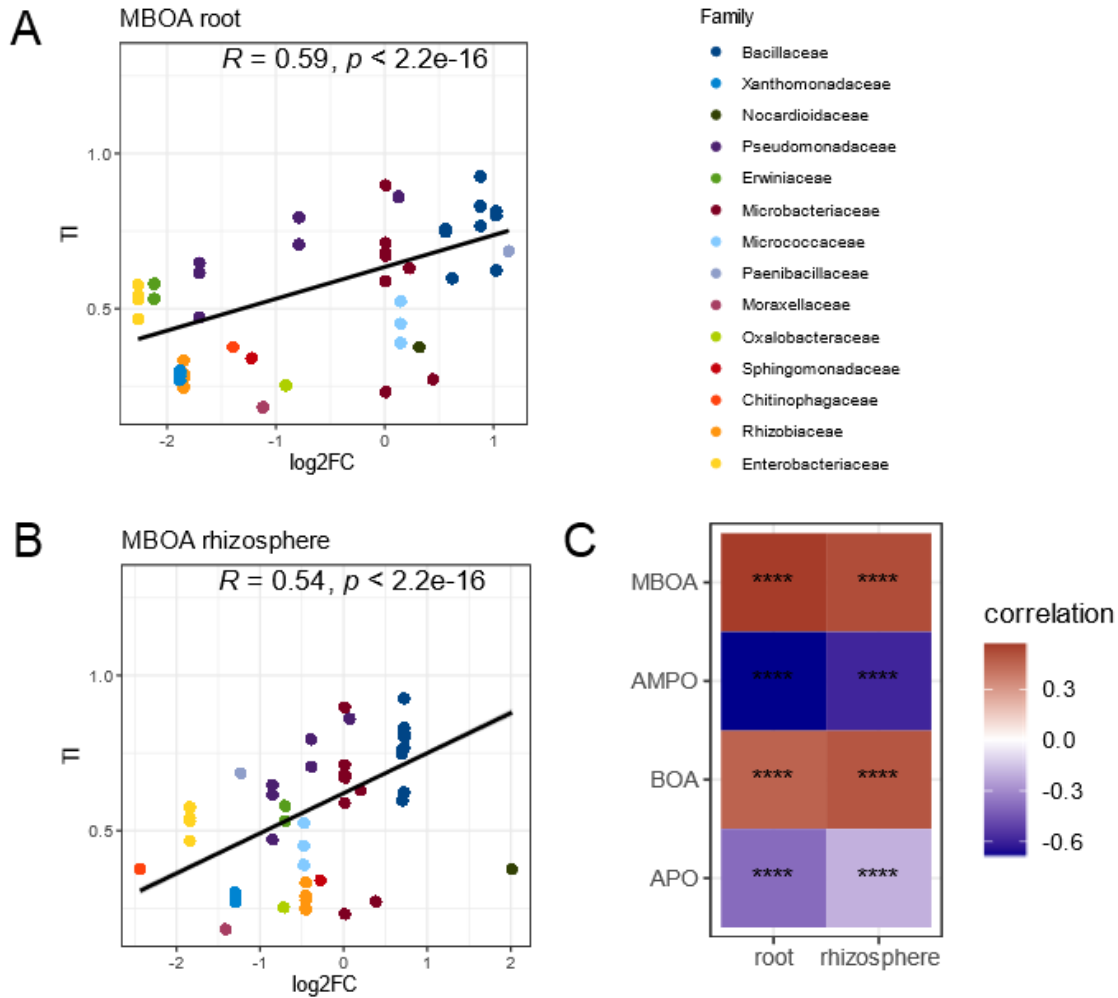 A
MBOA root
R = 0.59, p < 2.2e-16
1.0
0.5
TI
-2
-1
0
1
log2FC
Family
Bacillaceae
Xanthomonadaceae
Nocardioidaceae
Pseudomonadaceae
Erwiniaceae
Microbacteriaceae
Micrococcaceae
Paenibacillaceae
Moraxellaceae
Oxalobacteraceae
Sphingomonadaceae
Chitinophagaceae
Rhizobiaceae
Enterobacteriaceae
B
MBOA rhizosphere
R = 0.54, p < 2.2e-16
1.0
0.5
TI
-2
-1
0
1
2
log2FC
C
MBOA **** ****
AMPO **** ****
BOA **** ****
APO **** ****
root rhizosphere
correlation
0.3
0.0
-0.3
-0.6